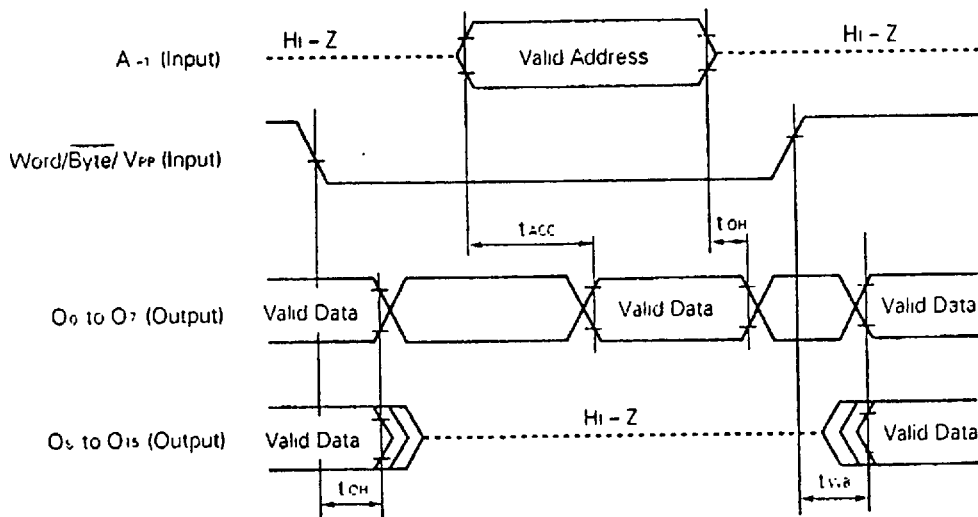 Hi - Z
Valid Address
Hi - Z
A -1 (Input)
Word/Byte/ VPP (Input)
tACC
tOH
O0 to O7 (Output)
Valid Data
Valid Data
Valid Data
O8 to O15 (Output)
Valid Data
Hi - Z
Valid Data
tOH
tWB